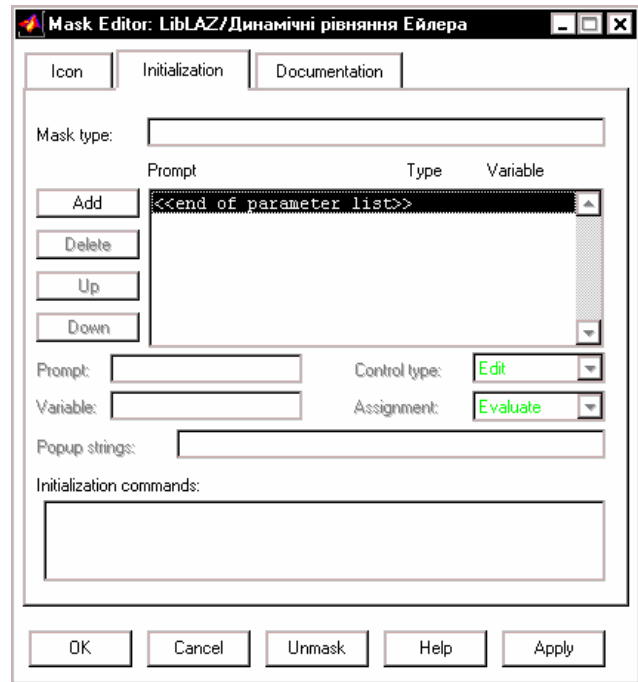 Mask Editor: LibLAZ/Динамічні рівняння Ейлера
Icon Initialization Documentation
Mask type:
Prompt Type Variable
Add <<end of parameter list>>
Delete
Up
Down
Prompt: Control type: Edit
Variable: Assignment: Evaluate
Popup strings:
Initialization commands:
OK Cancel Unmask Help Apply